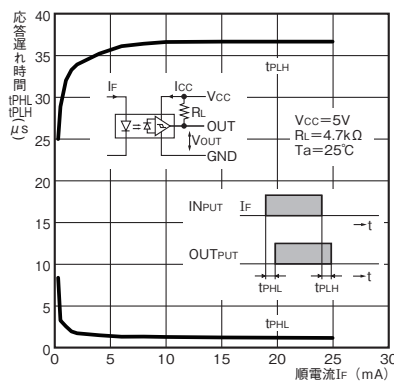 応答遅れ時間 tPHL tPLH (μs)
40
35
30
25
20
15
10
5
0
tPLH
IF
ICC
VCC
RL
OUT
VOUT
GND
VCC=5V
RL=4.7kΩ
Ta=25℃
INPUT IF
t
OUTPUT
t
tPHL tPLH
tPHL
0 5 10 15 20 25 30
順電流IF (mA)